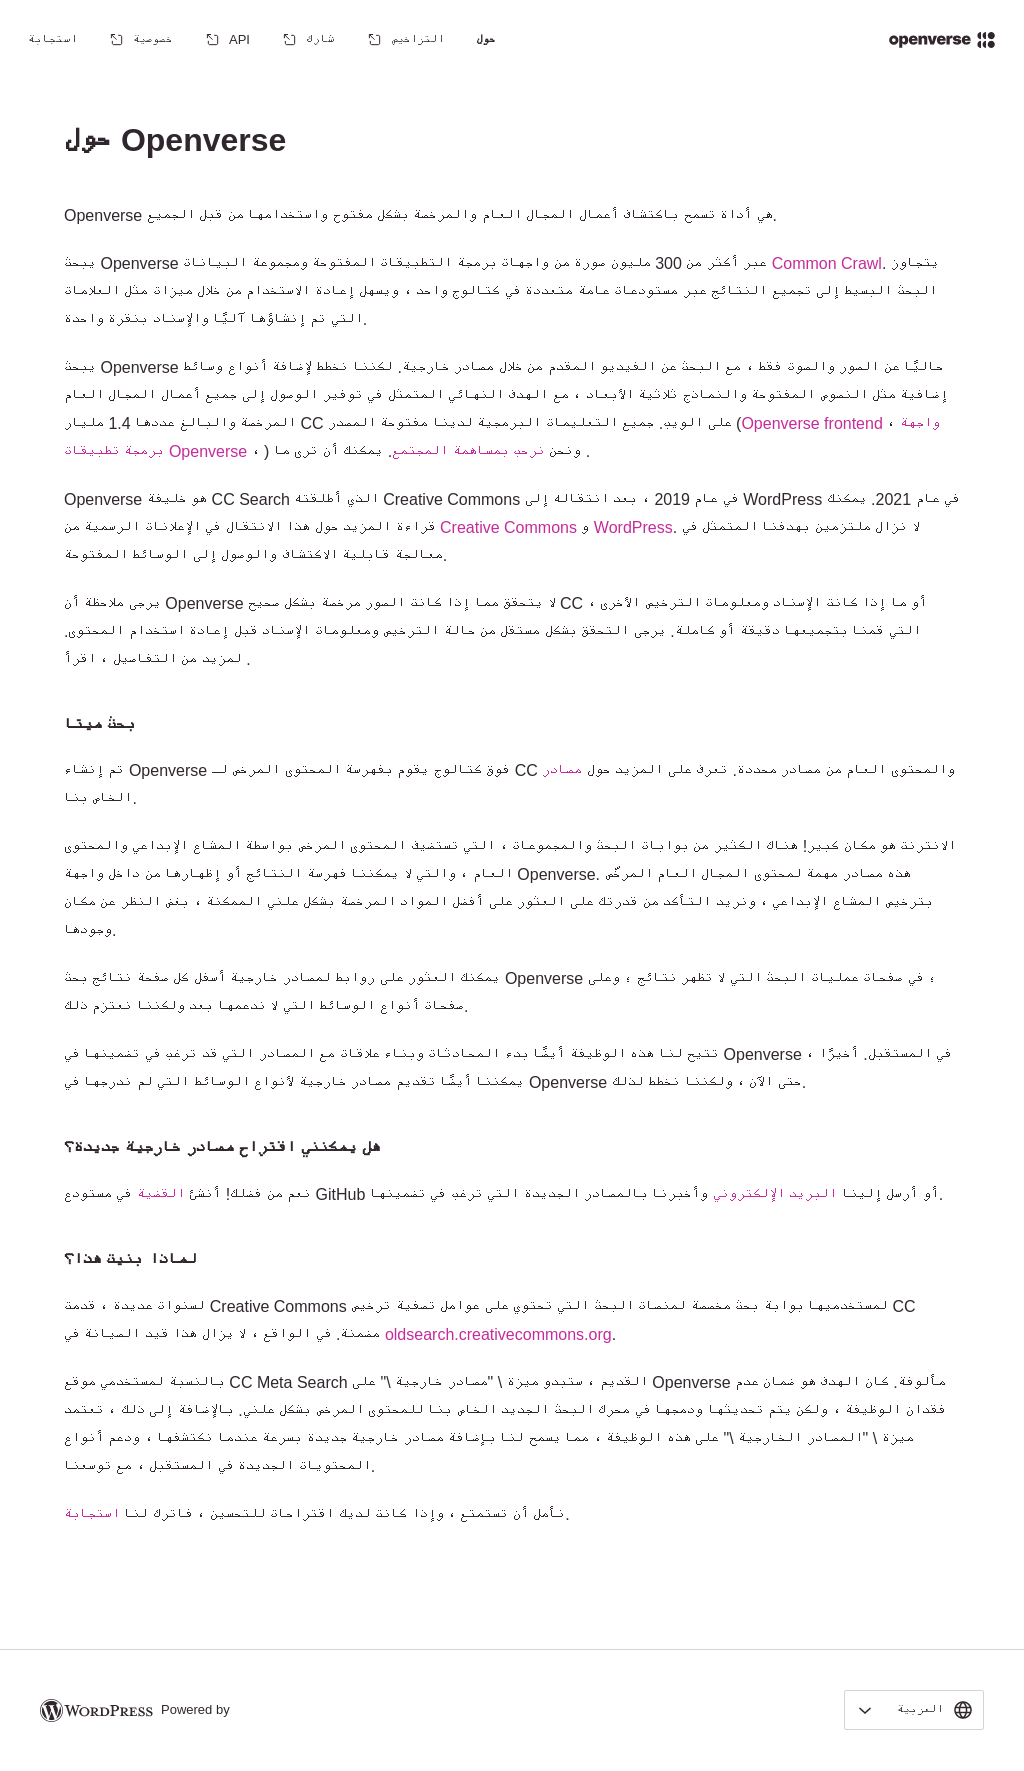 openverse حول التراخيص شارك API خصوصية استجابة
حول Openverse
Openverse هي أداة تسمح باكتشاف أعمال المجال العام والمرخصة بشكل مفتوح واستخدامها من قبل الجميع.
يبحث Openverse عبر أكثر من 300 مليون صورة من واجهات برمجة التطبيقات المفتوحة ومجموعة البيانات Common Crawl. يتجاوز
البحث البسيط إلى تجميع النتائج عبر مستودعات عامة متعددة في كتالوج واحد ، ويسهل إعادة الاستخدام من خلال ميزات مثل العلامات
التي تم إنشاؤها آليًا والإسناد بنقرة واحدة.
يبحث Openverse حاليًا عن الصور والصوت فقط ، مع البحث عن الفيديو المقدم من خلال مصادر خارجية. لكننا نخطط لإضافة أنواع وسائط
إضافية مثل النصوص المفتوحة والنماذج ثلاثية الأبعاد ، مع الهدف النهائي المتمثل في توفير الوصول إلى جميع أعمال المجال العام
المرخصة والبالغ عددها 1.4 مليار CC على الويب. جميع التعليمات البرمجية لدينا مفتوحة المصدر (Openverse frontend ، واجهة
برمجة تطبيقات Openverse ، ) ونحن نرحب بمساهمة المجتمع. يمكنك أن ترى ما .
Openverse هو خليفة CC Search الذي أطلقته Creative Commons في عام 2019 ، بعد انتقاله إلى WordPress في عام 2021. يمكنك
قراءة المزيد حول هذا الانتقال في الإعلانات الرسمية من Creative Commons و WordPress. لا نزال ملتزمين بهدفنا المتمثل في
معالجة قابلية الاكتشاف والوصول إلى الوسائط المفتوحة.
يرجى ملاحظة أن Openverse لا يتحقق مما إذا كانت الصور مرخصة بشكل صحيح CC ، أو ما إذا كانت الإسناد ومعلومات الترخيص الأخرى
التي قمنا بتجميعها دقيقة أو كاملة. يرجى التحقق بشكل مستقل من حالة الترخيص ومعلومات الإسناد قبل إعادة استخدام المحتوى.
لمزيد من التفاصيل ، اقرأ .
بحث ميتا
تم إنشاء Openverse فوق كتالوج يقوم بفهرسة المحتوى المرخص لـ CC والمحتوى العام من مصادر محددة. تعرف على المزيد حول مصادر
الخاص بنا.
الانترنت هو مكان كبير! هناك الكثير من بوابات البحث والمجموعات ، التي تستضيف المحتوى المرخص بواسطة المشاع الإبداعي والمحتوى
العام ، والتي لا يمكننا فهرسة النتائج أو إظهارها من داخل واجهة Openverse. هذه مصادر مهمة لمحتوى المجال العام المرخّص
بترخيص المشاع الإبداعي ، ونريد التأكد من قدرتك على العثور على أفضل المواد المرخصة بشكل علني الممكنة ، بغض النظر عن مكان
وجودها.
يمكنك العثور على روابط لمصادر خارجية أسفل كل صفحة نتائج بحث Openverse ، في صفحات عمليات البحث التي لا تظهر نتائج ؛ وعلى
صفحات أنواع الوسائط التي لا ندعمها بعد ولكننا نعتزم ذلك.
تتيح لنا هذه الوظيفة أيضًا بدء المحادثات وبناء علاقات مع المصادر التي قد ترغب في تضمينها في Openverse في المستقبل. أخيرًا ،
يمكننا أيضًا تقديم مصادر خارجية لأنواع الوسائط التي لم ندرجها في Openverse حتى الآن ، ولكننا نخطط لذلك.
هل يمكنني اقتراح مصادر خارجية جديدة؟
نعم من فضلك! أنشئ القضية في مستودع GitHub أو أرسل إلينا البريد الإلكتروني وأخبرنا بالمصادر الجديدة التي ترغب في تضمينها.
لماذا بنيت هذا؟
لسنوات عديدة ، قدمت Creative Commons لمستخدميها بوابة بحث مخصصة لمنصات البحث التي تحتوي على عوامل تصفية ترخيص CC
مضمنة. في الواقع ، لا يزال هذا قيد الصيانة في oldsearch.creativecommons.org.
بالنسبة لمستخدمي موقع CC Meta Search القديم ، ستبدو ميزة \ "مصادر خارجية \" على Openverse مألوفة. كان الهدف هو ضمان عدم
فقدان الوظيفة ، ولكن يتم تحديثها ودمجها في محرك البحث الجديد الخاص بنا للمحتوى المرخص بشكل علني. بالإضافة إلى ذلك ، تعتمد
ميزة \ "المصادر الخارجية \" على هذه الوظيفة ، مما يسمح لنا بإضافة مصادر خارجية جديدة بسرعة عندما نكتشفها ، ودعم أنواع
المحتويات الجديدة في المستقبل ، مع توسعنا.
نأمل أن تستمتع ، وإذا كانت لديك اقتراحات للتحسين ، فاترك لنا استجابة.
العربية
Powered by WORDPRESS